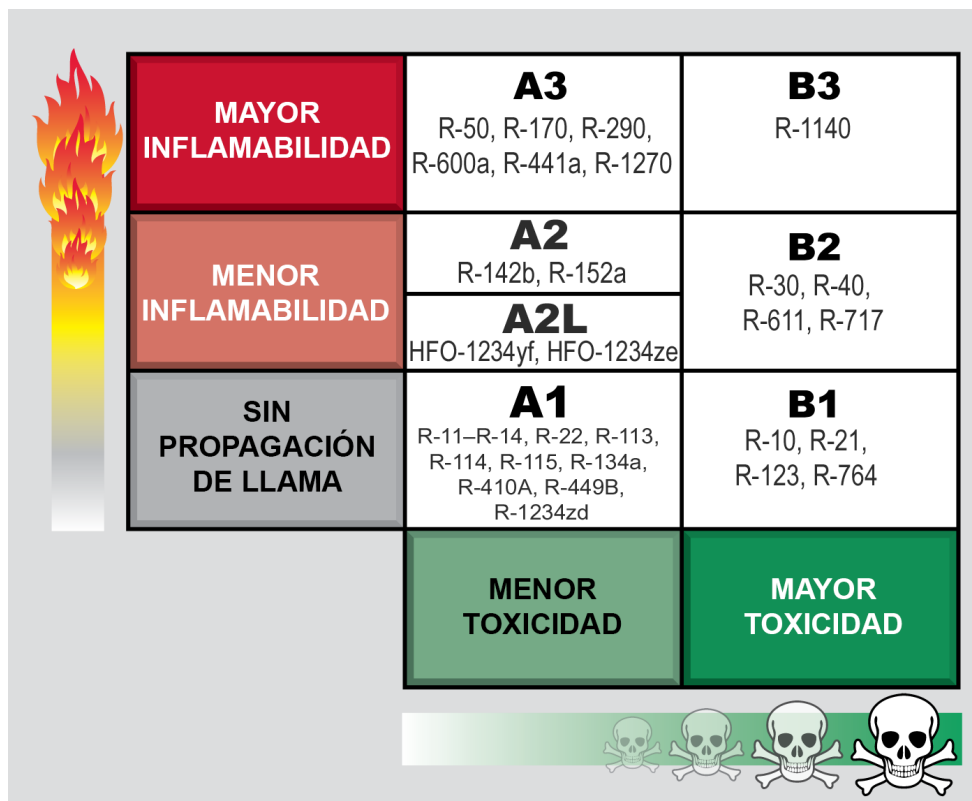 MAYOR
INFLAMABILIDAD
A3
R-50, R-170, R-290,
R-600a, R-441a, R-1270
B3
R-1140
MENOR
INFLAMABILIDAD
A2
R-142b, R-152a
A2L
HFO-1234yf, HFO-1234ze
B2
R-30, R-40,
R-611, R-717
SIN
PROPAGACIÓN
DE LLAMA
A1
R-11–R-14, R-22, R-113,
R-114, R-115, R-134a,
R-410A, R-449B,
R-1234zd
B1
R-10, R-21,
R-123, R-764
MENOR
TOXICIDAD
MAYOR
TOXICIDAD